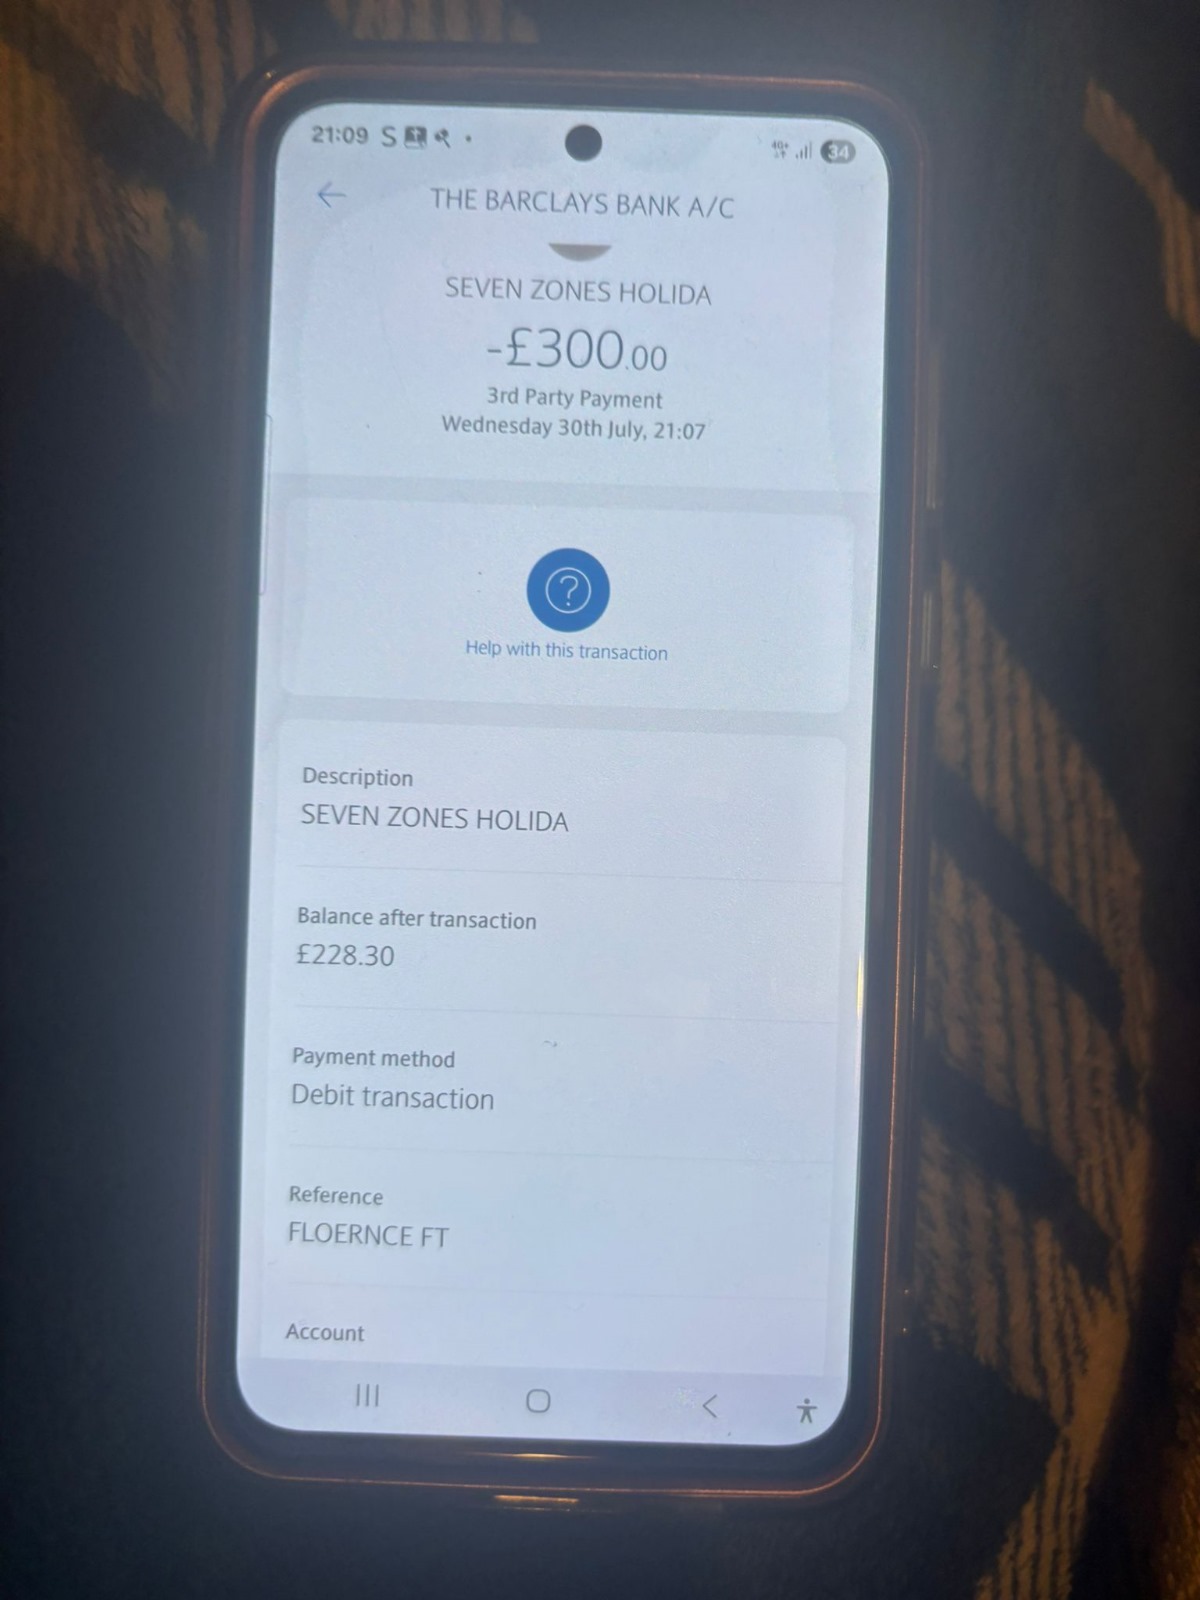 21:09 S
34
THE BARCLAYS BANK A/C
SEVEN ZONES HOLIDA
-£300.00
3rd Party Payment
Wednesday 30th July, 21:07
?
Help with this transaction
Description
SEVEN ZONES HOLIDA
Balance after transaction
£228.30
Payment method
Debit transaction
Reference
FLOERNCE FT
Account